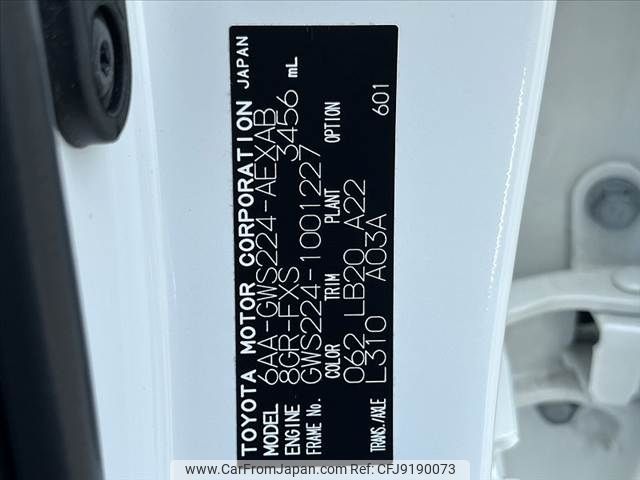 TOYOTA MOTOR CORPORATION JAPAN
MODEL 6AA-GWS224-AEXAB
ENGINE 8GR-FXS 3456 mL
FRAME No. GWS224-1001227
COLOR TRIM PLANT OPTION
062 LB20 A22
TRANS./AXLE L310 A03A 601
www.CarFromJapan.com RefNo:CFJ9190073